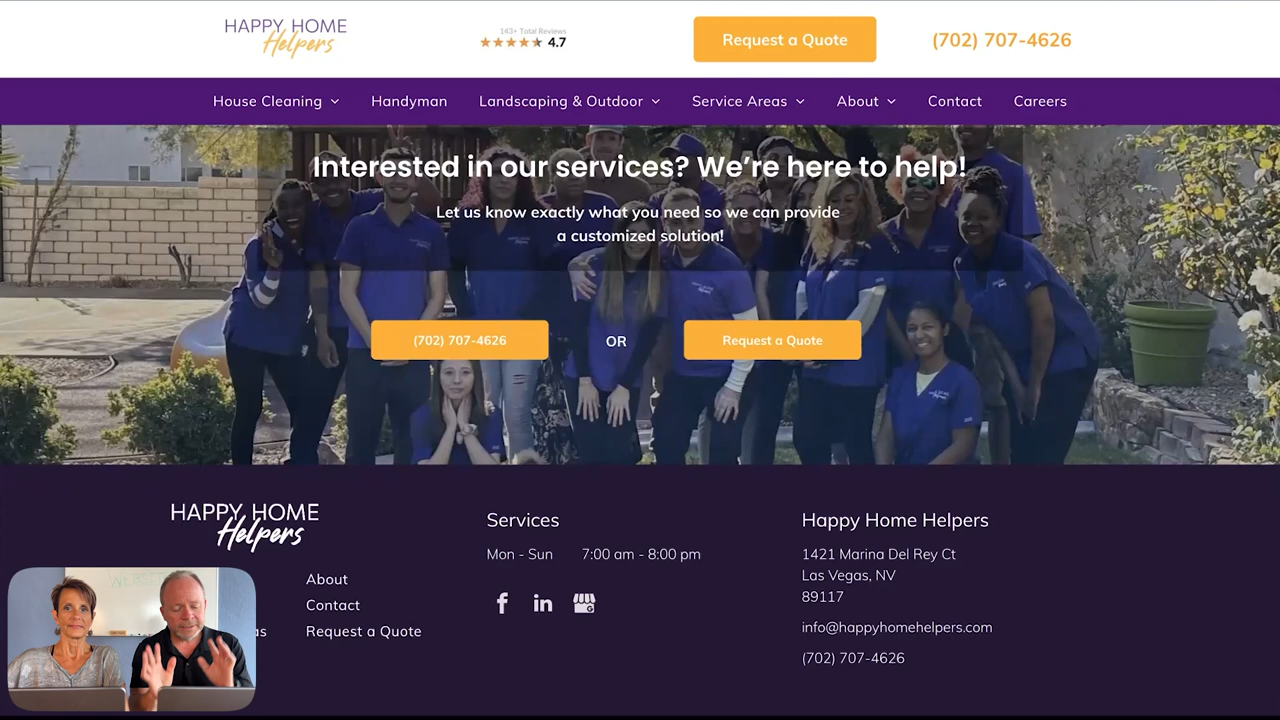 HAPPY HOME
Helpers
143+ Total Reviews
4.7
Request a Quote
(702) 707-4626
House Cleaning
Handyman
Landscaping & Outdoor
Service Areas
About
Contact
Careers
Interested in our services? We’re here to help!
Let us know exactly what you need so we can provide
a customized solution!
(702) 707-4626
OR
Request a Quote
HAPPY HOME
Helpers
About
Contact
as
Request a Quote
Services
Mon - Sun 7:00 am - 8:00 pm
Happy Home Helpers
1421 Marina Del Rey Ct
Las Vegas, NV
89117
info@happyhomehelpers.com
(702) 707-4626